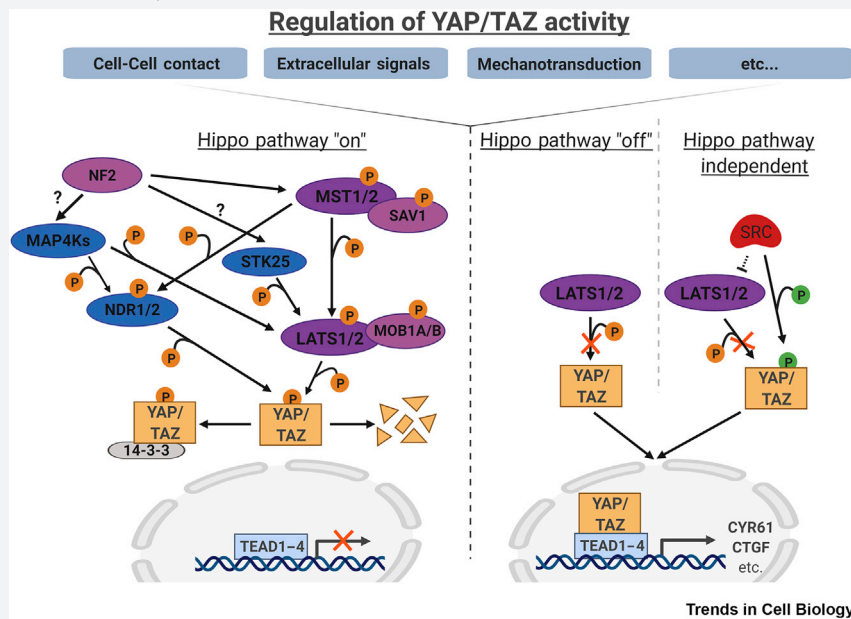 Regulation of YAP/TAZ activity
Cell-Cell contact
Extracellular signals
Mechanotransduction
etc...
Hippo pathway "on"
Hippo pathway "off"
Hippo pathway
independent
NF2
?
?
MAP4Ks
P
P
P
NDR1/2
P
STK25
P
MST1/2
P
SAV1
P
P
LATS1/2
P
MOB1A/B
P
P
P
YAP/
TAZ
P
14-3-3
YAP/
TAZ
P
TEAD1–4
LATS1/2
P
YAP/
TAZ
SRC
LATS1/2
P
P
P
YAP/
TAZ
YAP/
TAZ
TEAD1–4
CYR61
CTGF
etc.
Trends in Cell Biology